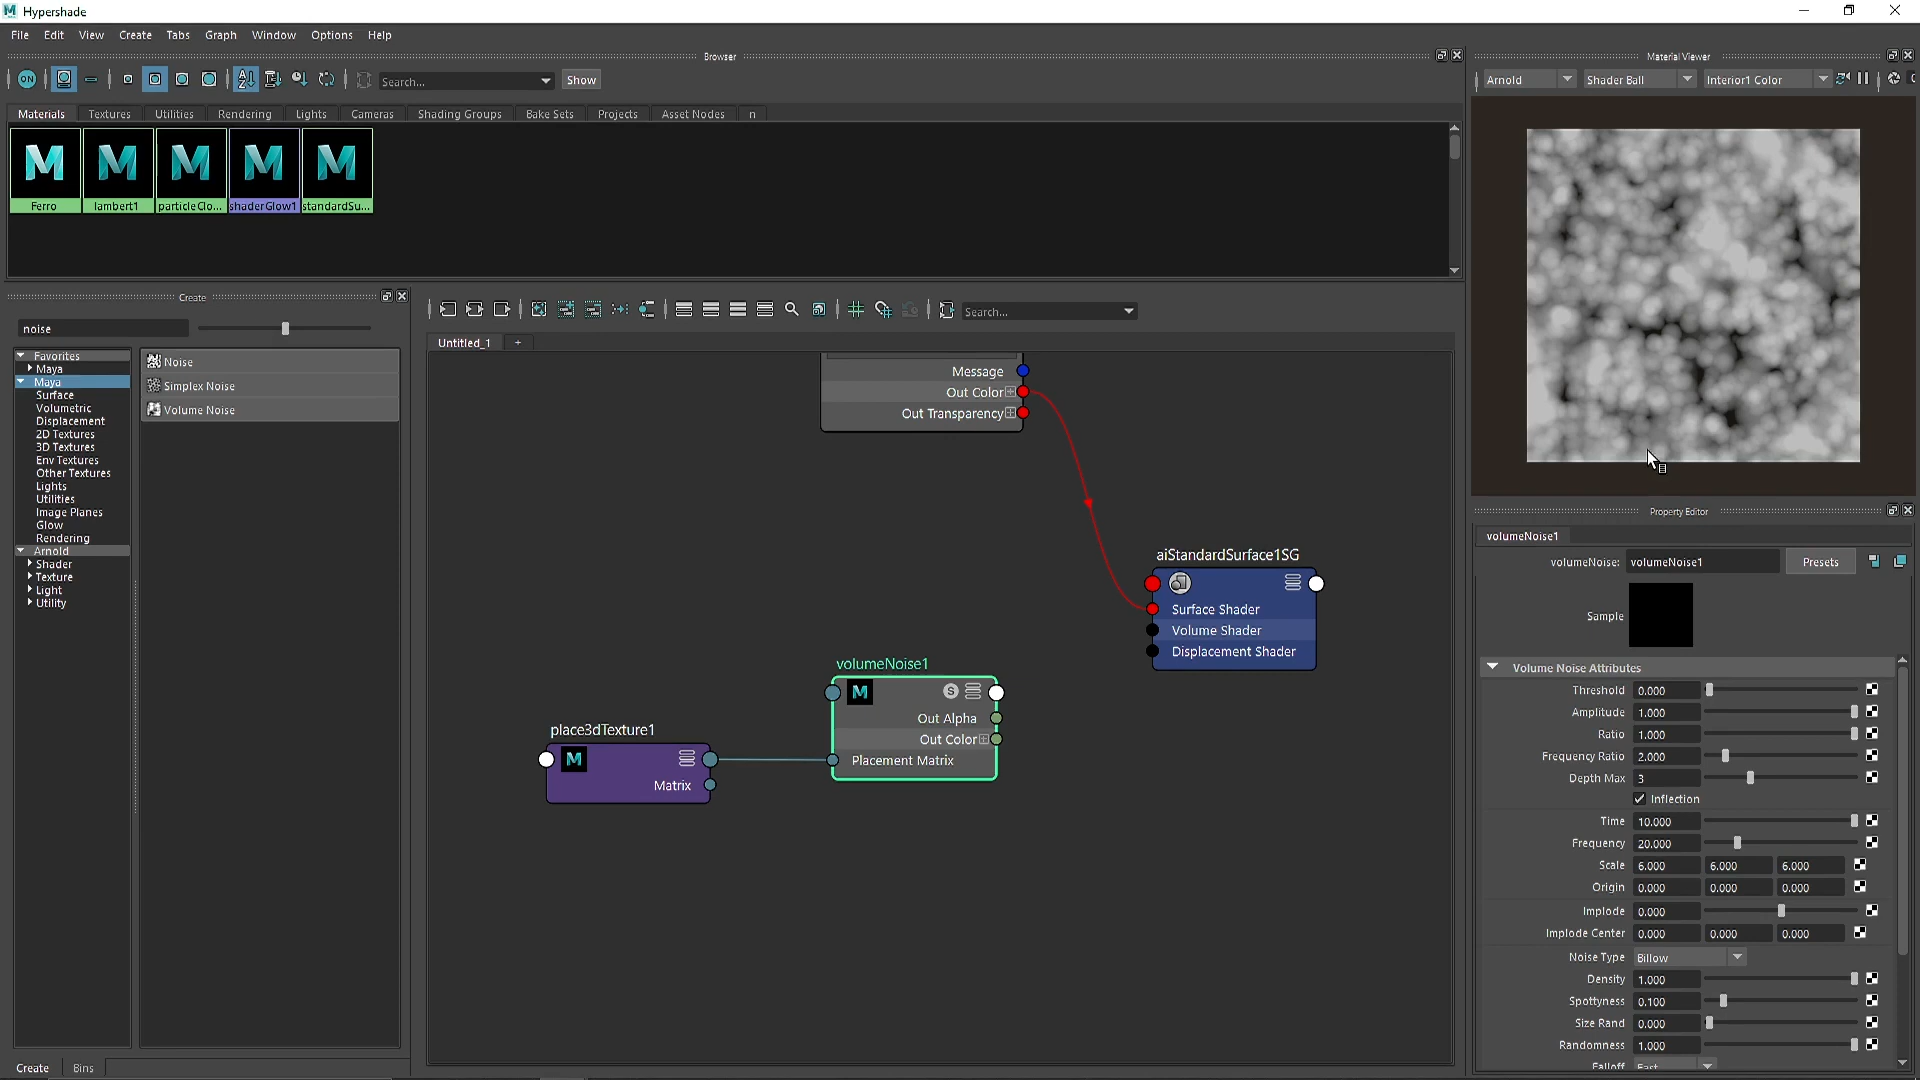 Hypershade
File Edit View Create Tabs Graph Window Options Help
Browser
ON
Search...
Show
Materials Textures Utilities Rendering Lights Cameras Shading Groups Bake Sets Projects Asset Nodes n
Ferro lambert1 particleClo... shaderGlow1 standardSu...
Material Viewer
Arnold Shader Ball Interior1 Color
Create
noise
Favorites
Maya
Maya
Surface
Volumetric
Displacement
2D Textures
3D Textures
Env Textures
Other Textures
Lights
Utilities
Image Planes
Glow
Rendering
Arnold
Shader
Texture
Light
Utility
Noise
Simplex Noise
Volume Noise
Create Bins
Search...
Untitled_1 +
Message
Out Color
Out Transparency
aiStandardSurface1SG
Surface Shader
Volume Shader
Displacement Shader
volumeNoise1
M S
Out Alpha
Out Color
Placement Matrix
place3dTexture1
M
Matrix
Property Editor
volumeNoise1
volumeNoise: volumeNoise1 Presets
Sample
Volume Noise Attributes
Threshold 0.000
Amplitude 1.000
Ratio 1.000
Frequency Ratio 2.000
Depth Max 3
Inflection
Time 10.000
Frequency 20.000
Scale 6.000 6.000 6.000
Origin 0.000 0.000 0.000
Implode 0.000
Implode Center 0.000 0.000 0.000
Noise Type Billow
Density 1.000
Spottyness 0.100
Size Rand 0.000
Randomness 1.000
Falloff Fast